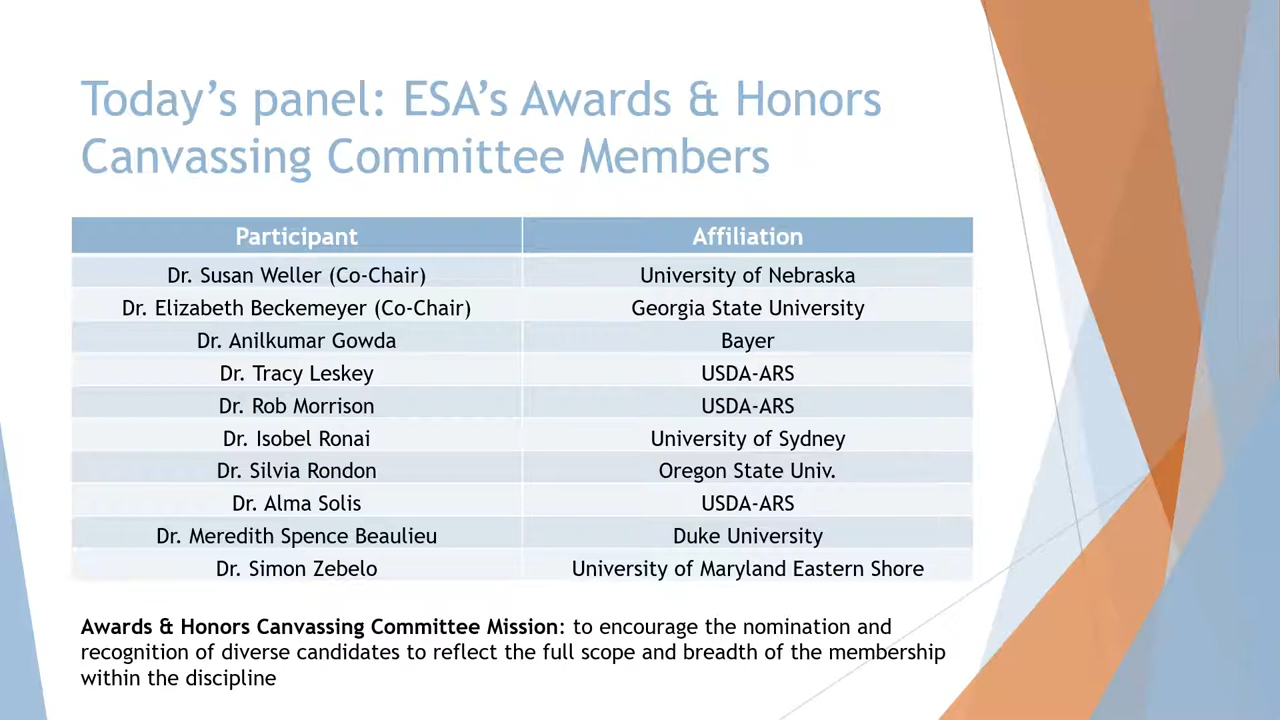 Today’s panel: ESA’s Awards & Honors
Canvassing Committee Members
Participant Affiliation
Dr. Susan Weller (Co-Chair) University of Nebraska
Dr. Elizabeth Beckemeyer (Co-Chair) Georgia State University
Dr. Anilkumar Gowda Bayer
Dr. Tracy Leskey USDA-ARS
Dr. Rob Morrison USDA-ARS
Dr. Isobel Ronai University of Sydney
Dr. Silvia Rondon Oregon State Univ.
Dr. Alma Solis USDA-ARS
Dr. Meredith Spence Beaulieu Duke University
Dr. Simon Zebelo University of Maryland Eastern Shore
Awards & Honors Canvassing Committee Mission: to encourage the nomination and
recognition of diverse candidates to reflect the full scope and breadth of the membership
within the discipline